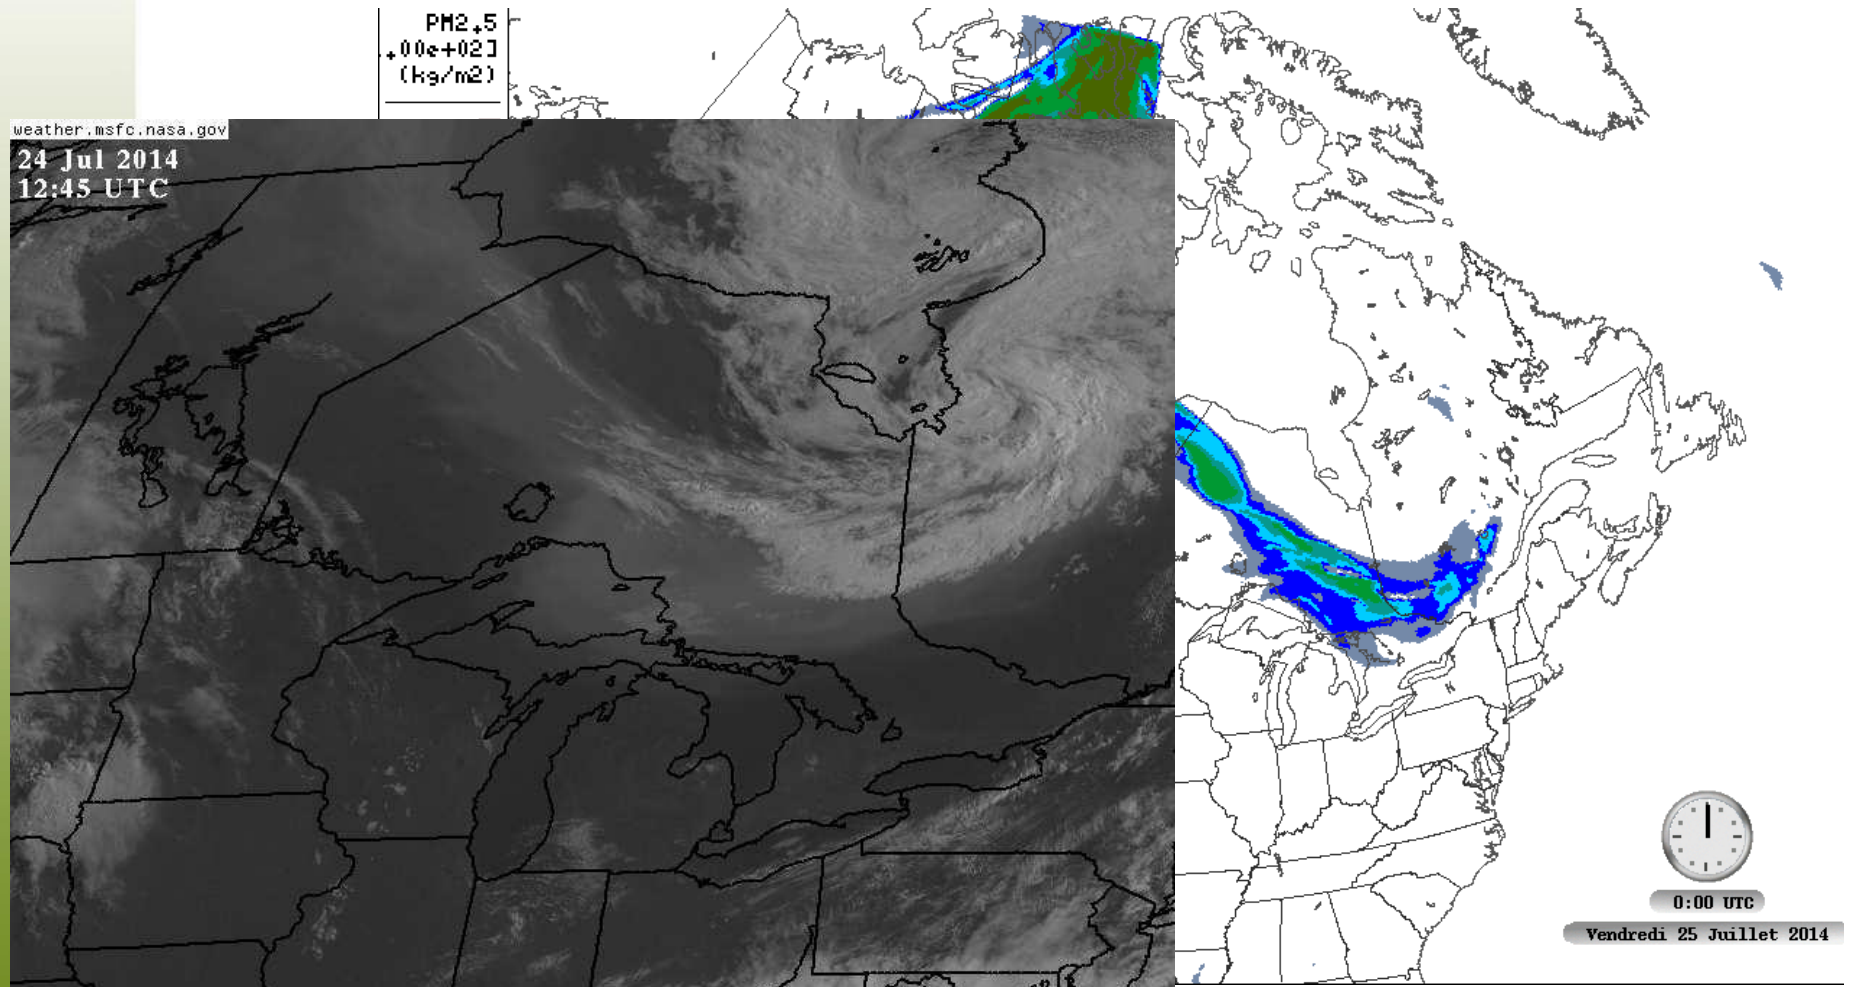 PM2.5
.00e+02]
(kg/m2)
weather.msfc.nasa.gov
24 Jul 2014
12:45 UTC
0:00 UTC
Vendredi 25 Juillet 2014